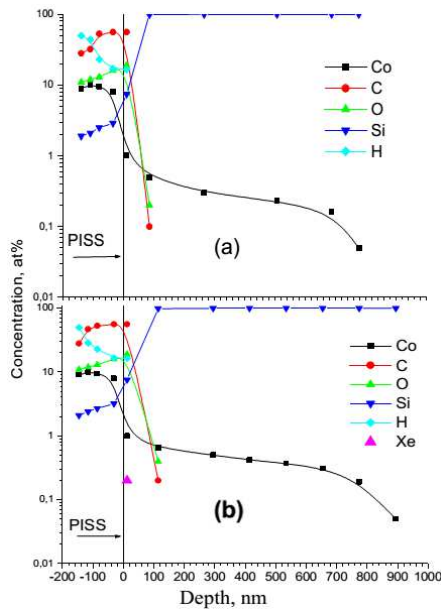 100
10
1
0,1
0,01
Co
C
O
Si
H
PISS
(a)
Concentration, at%
100
10
1
0,1
0,01
Co
C
O
Si
H
Xe
PISS
(b)
-200 -100 0 100 200 300 400 500 600 700 800 900 1000
Depth, nm